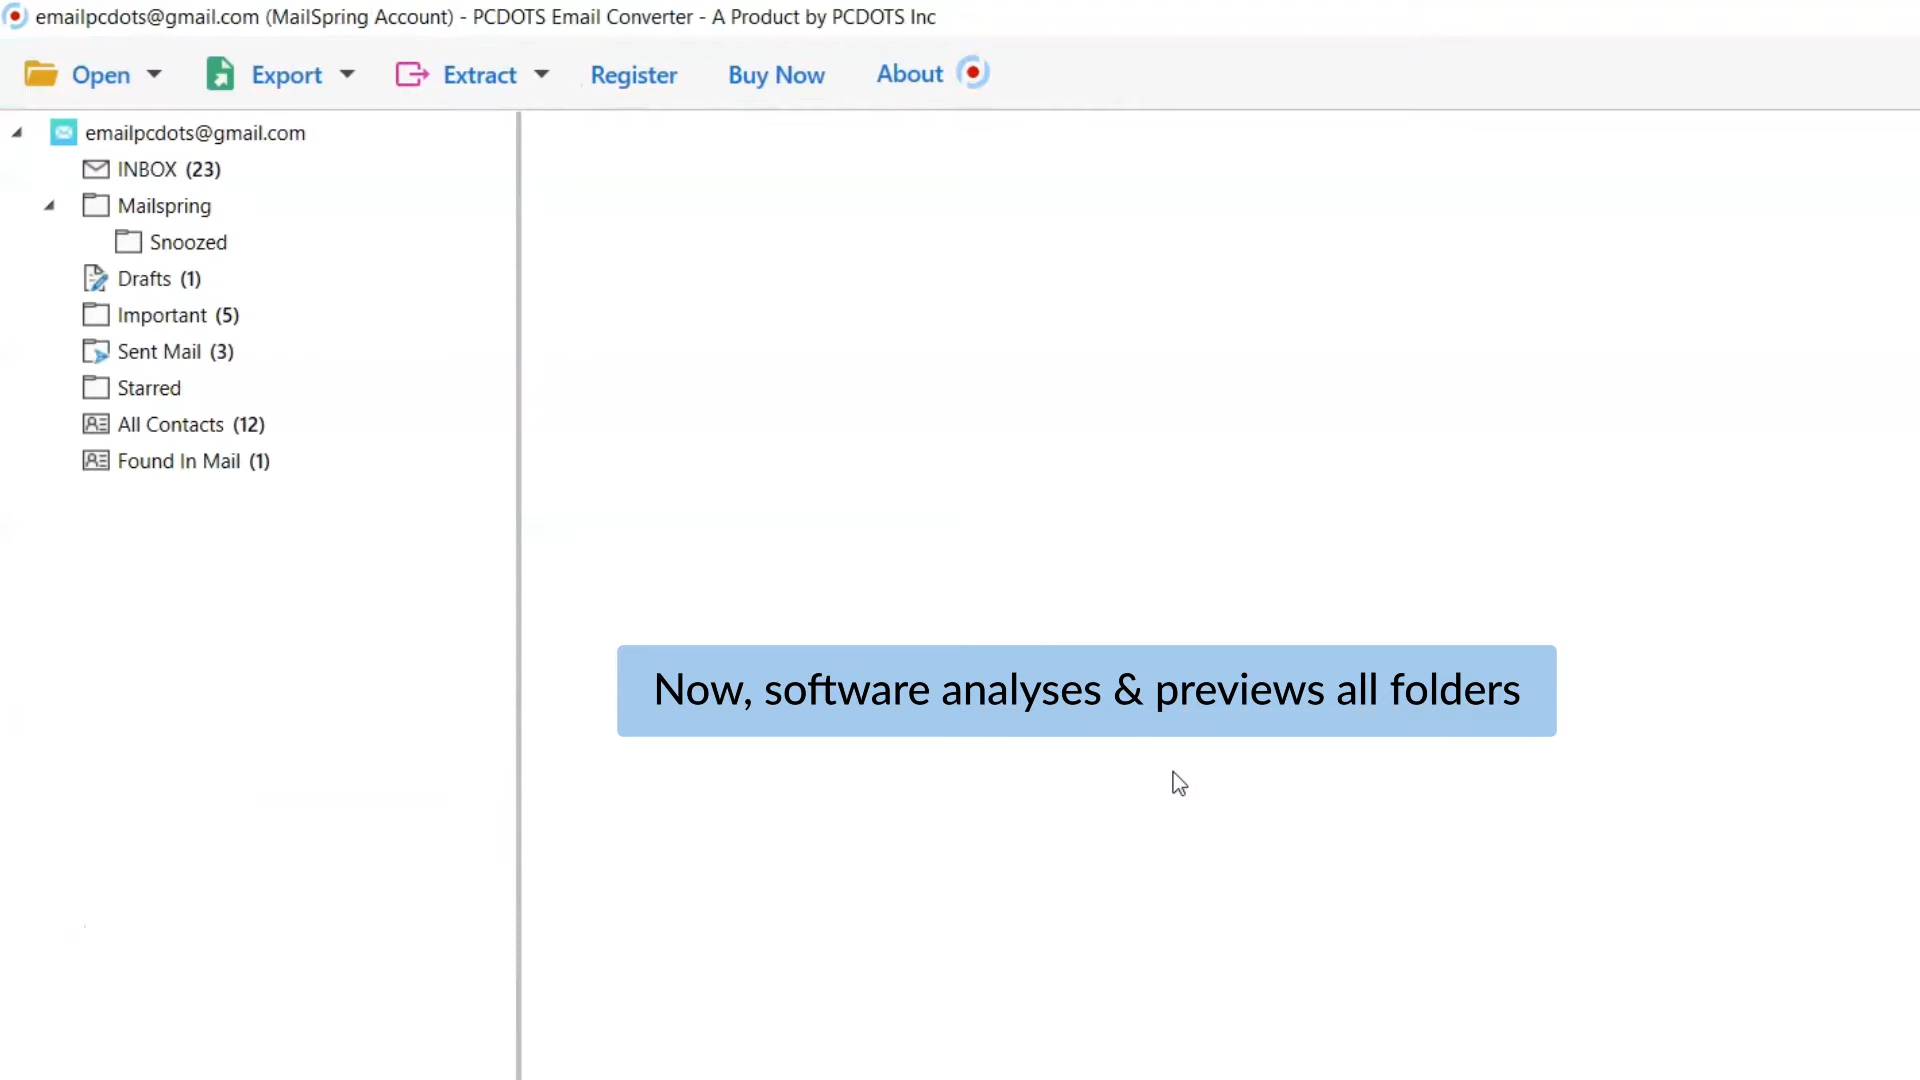 emailpcdots@gmail.com (MailSpring Account) - PCDOTS Email Converter - A Product by PCDOTS Inc
Open Export Extract Register Buy Now About
emailpcdots@gmail.com
INBOX (23)
Mailspring
Snoozed
Drafts (1)
Important (5)
Sent Mail (3)
Starred
All Contacts (12)
Found In Mail (1)
Now, software analyses & previews all folders